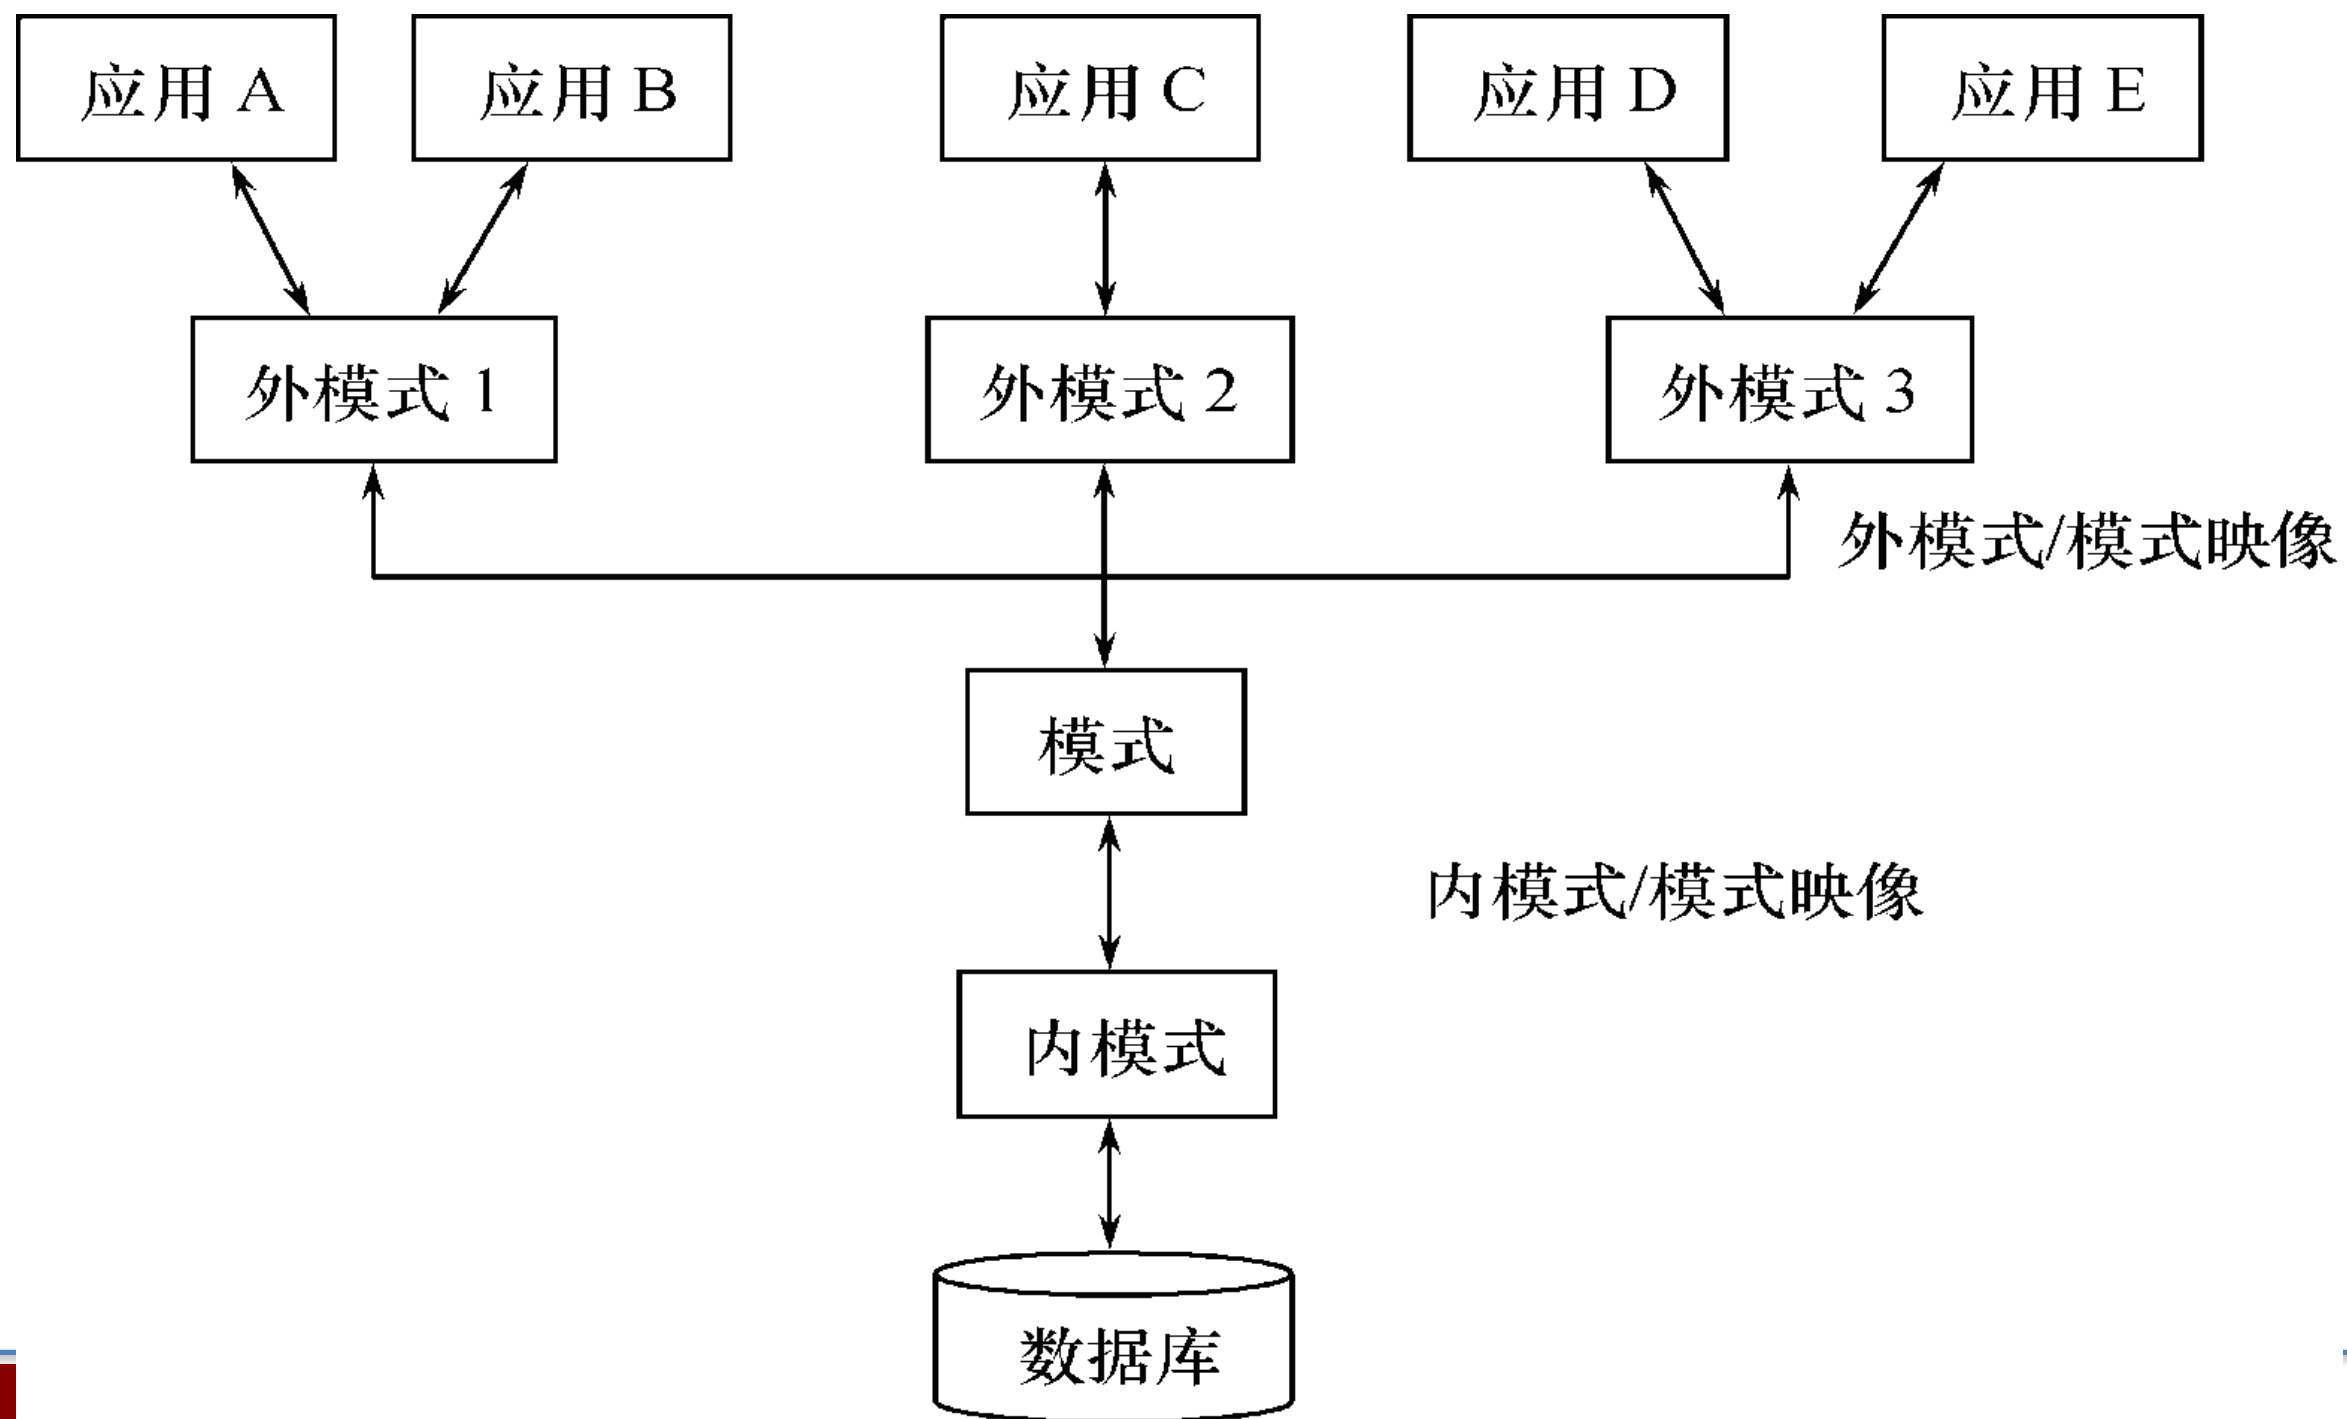 应用 A
应用 B
应用 C
应用 D
应用 E
外模式 1
外模式 2
外模式 3
外模式/模式映像
模式
内模式/模式映像
内模式
数据库